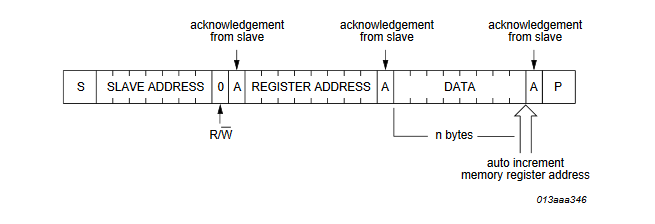 acknowledgement
from slave
acknowledgement
from slave
acknowledgement
from slave
S SLAVE ADDRESS 0 A REGISTER ADDRESS A DATA A P
R/W̅
n bytes
auto increment
memory register address
013aaa346